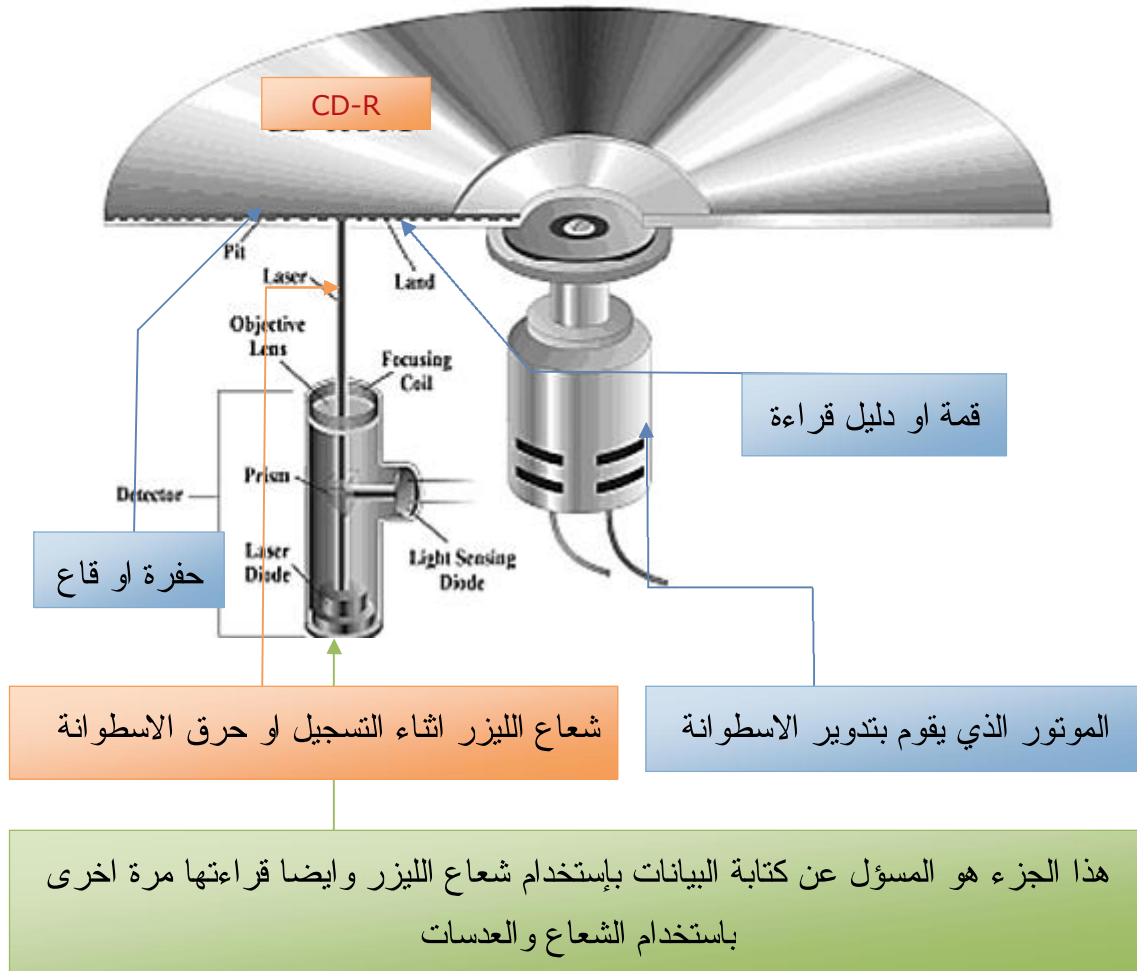 CD-R
Pit
Laser
Land
Objective
Lens
Focusing
Coil
قمة او دليل قراءة
Prism
Detector
Laser
Diode
Light Sensing
Diode
حفرة او قاع
شعاع الليزر اثناء التسجيل او حرق الاسطوانة
الموتور الذي يقوم بتدوير الاسطوانة
هذا الجزء هو المسؤل عن كتابة البيانات بإستخدام شعاع الليزر وايضا قراءتها مرة اخرى
باستخدام الشعاع والعدسات